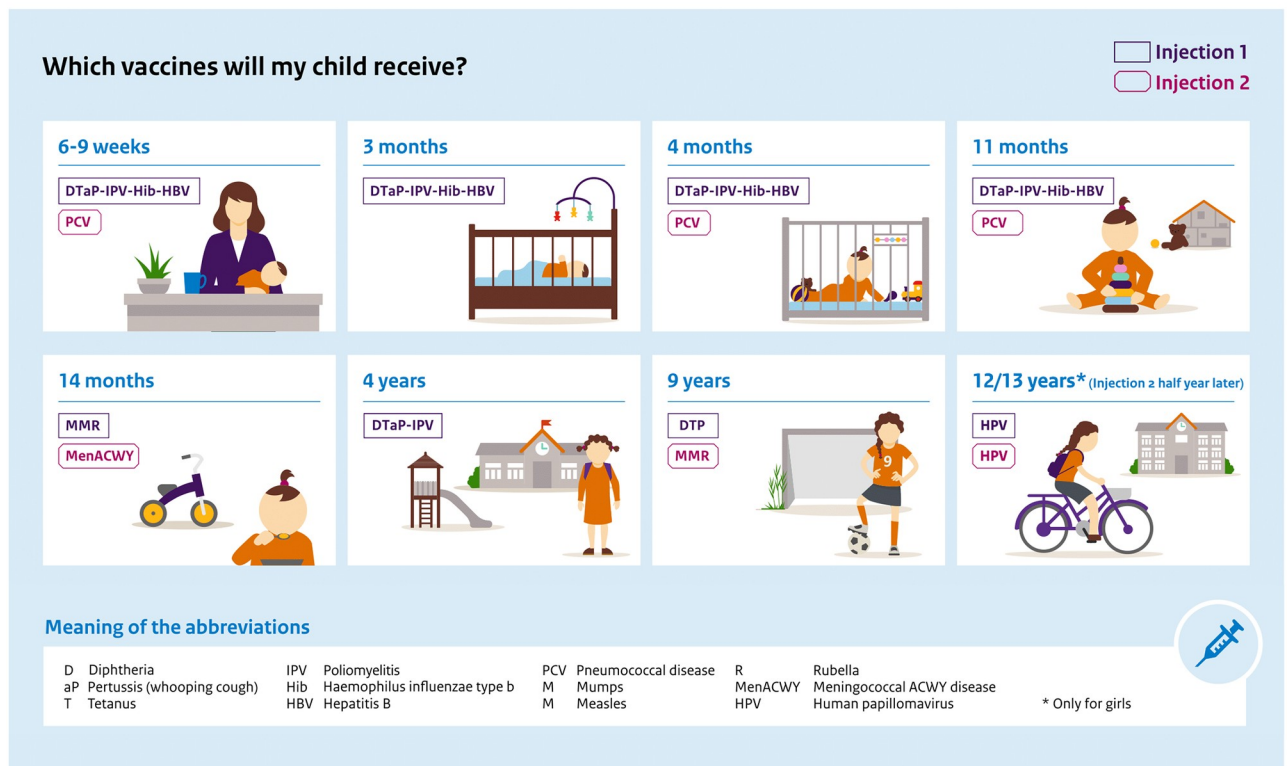 Which vaccines will my child receive?
Injection 1
Injection 2
6-9 weeks
DTaP-IPV-Hib-HBV
PCV
3 months
DTaP-IPV-Hib-HBV
4 months
DTaP-IPV-Hib-HBV
PCV
11 months
DTaP-IPV-Hib-HBV
PCV
14 months
MMR
MenACWY
4 years
DTaP-IPV
9 years
DTP
MMR
9
12/13 years* (Injection 2 half year later)
HPV
HPV
Meaning of the abbreviations
D Diphtheria
aP Pertussis (whooping cough)
T Tetanus
IPV Poliomyelitis
Hib Haemophilus influenzae type b
HBV Hepatitis B
PCV Pneumococcal disease
M Mumps
M Measles
R Rubella
MenACWY Meningococcal ACWY disease
HPV Human papillomavirus
* Only for girls